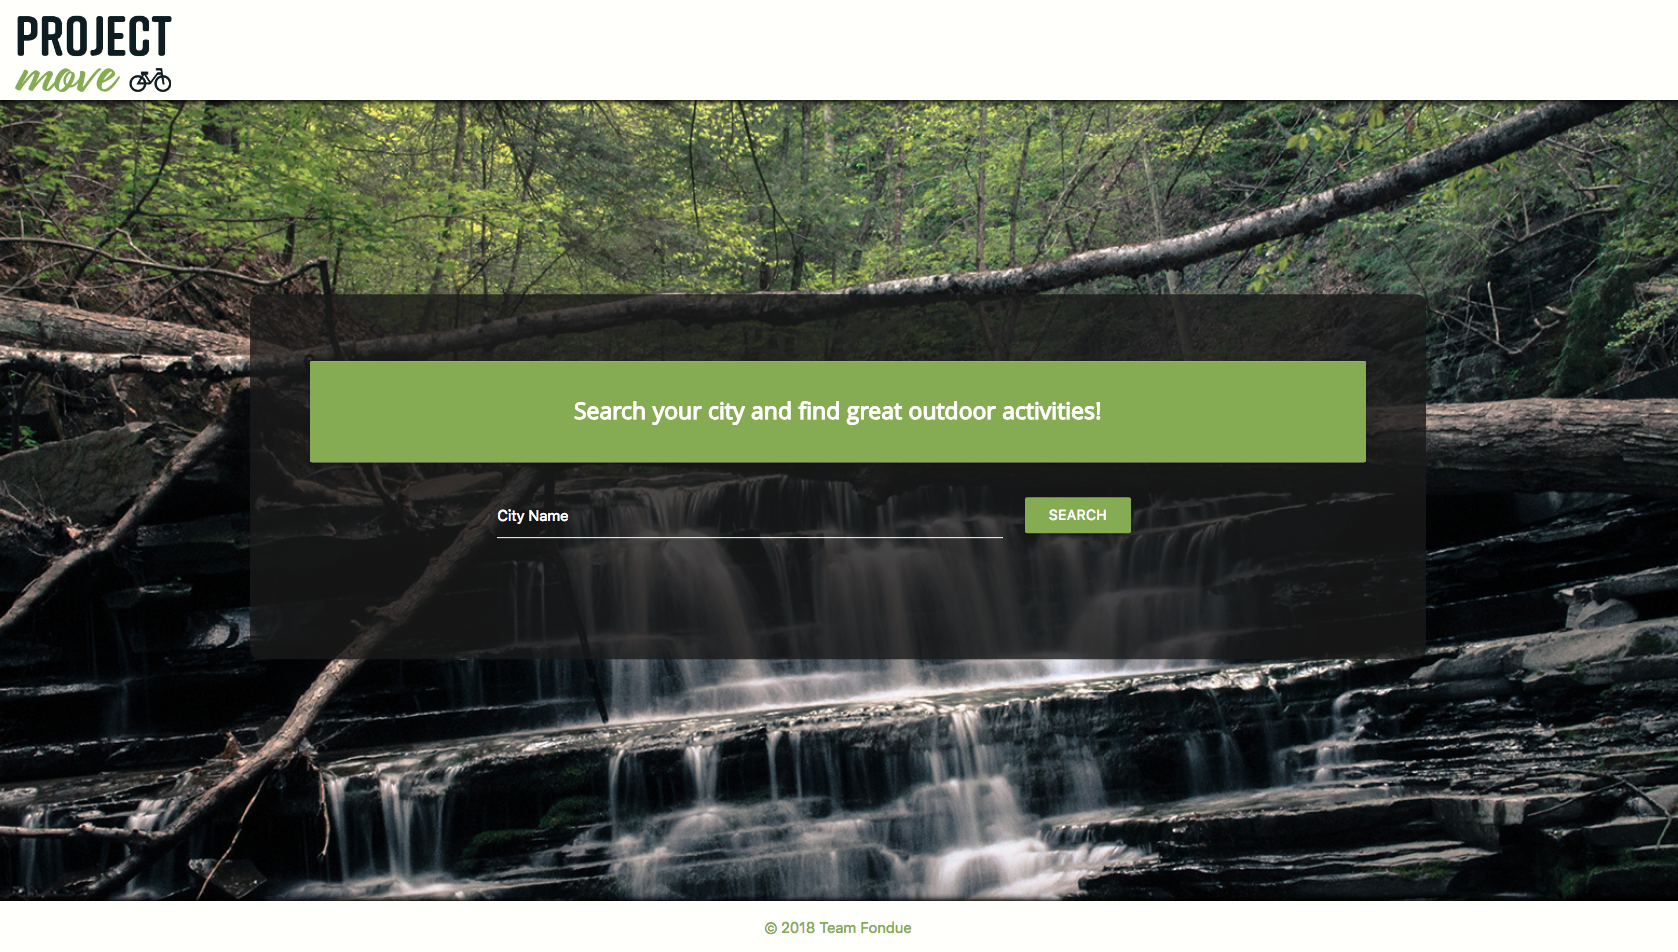 PROJECT
move
Search your city and find great outdoor activities!
City Name
SEARCH
© 2018 Team Fondue